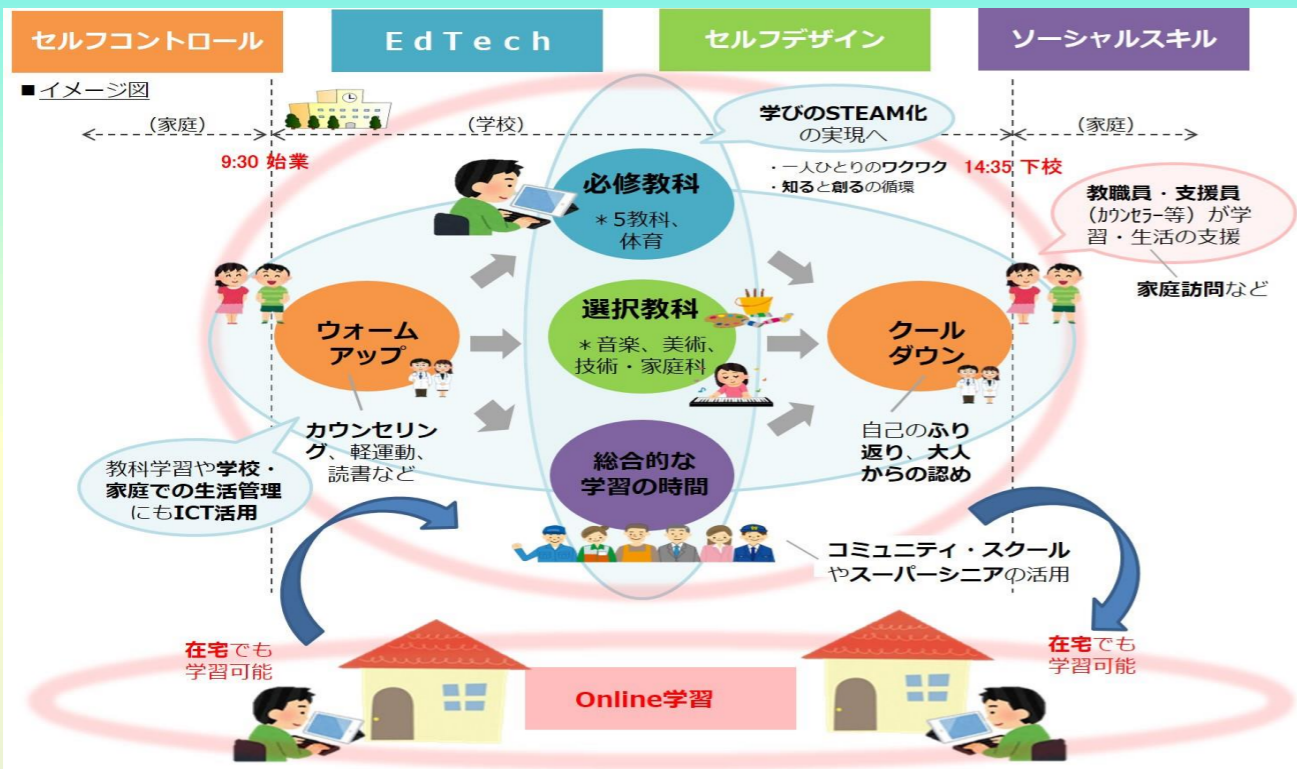 セルフコントロール
EdTech
セルフデザイン
ソーシャルスキル
■イメージ図
(家庭)
(学校)
(家庭)
9:30 始業
14:35 下校
学びのSTEAM化
の実現へ
・一人ひとりのワクワク
・知ると創るの循環
教職員・支援員
(ｶｳﾝｾﾗｰ等) が学
習・生活の支援
家庭訪問など
必修教科
＊5教科、
体育
ウォーム
アップ
選択教科
＊音楽、美術、
技術・家庭科
クール
ダウン
カウンセリン
グ、軽運動、
読書など
自己のふり
返り、大人
からの認め
教科学習や学校・
家庭での生活管理
にもICT活用
総合的な
学習の時間
コミュニティ・スクール
やスーパーシニアの活用
在宅でも
学習可能
Online学習
在宅でも
学習可能